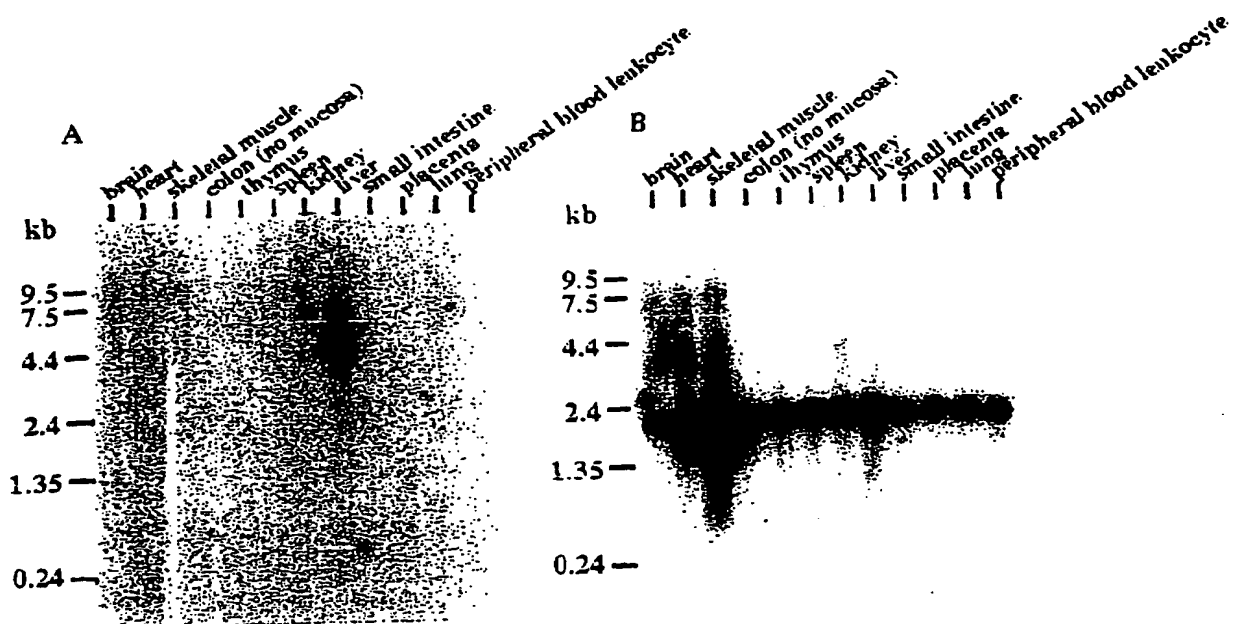 A
brain
heart
skeletal muscle
colon (no mucosa)
thymus
spleen
kidney
liver
small intestine
placenta
lung
peripheral blood leukocyte
kb
9.5
7.5
4.4
2.4
1.35
0.24
B
brain
heart
skeletal muscle
colon (no mucosa)
thymus
spleen
kidney
liver
small intestine
placenta
lung
peripheral blood leukocyte
kb
9.5
7.5
4.4
2.4
1.35
0.24